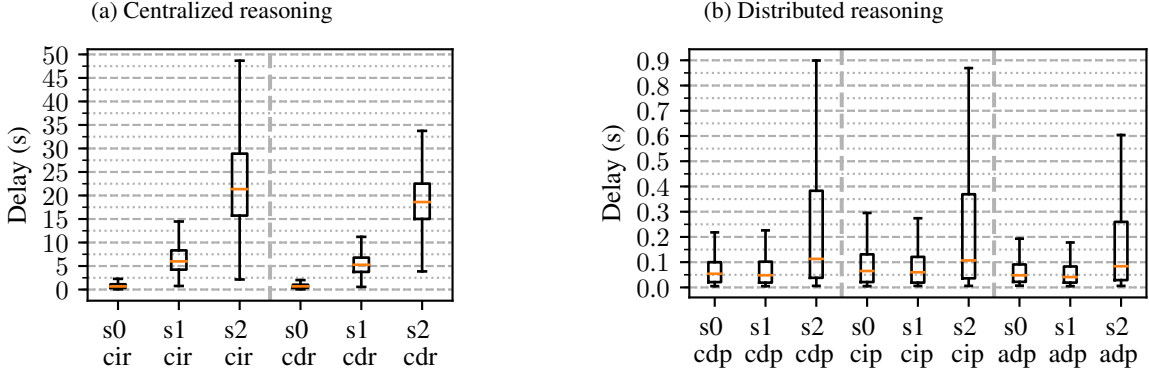 (a) Centralized reasoning
Delay (s)
50
45
40
35
30
25
20
15
10
5
0
s0 s1 s2 s0 s1 s2
cir cir cir cdr cdr cdr
(b) Distributed reasoning
Delay (s)
0.9
0.8
0.7
0.6
0.5
0.4
0.3
0.2
0.1
0.0
s0 s1 s2 s0 s1 s2 s0 s1 s2
cdp cdp cdp cip cip cip adp adp adp